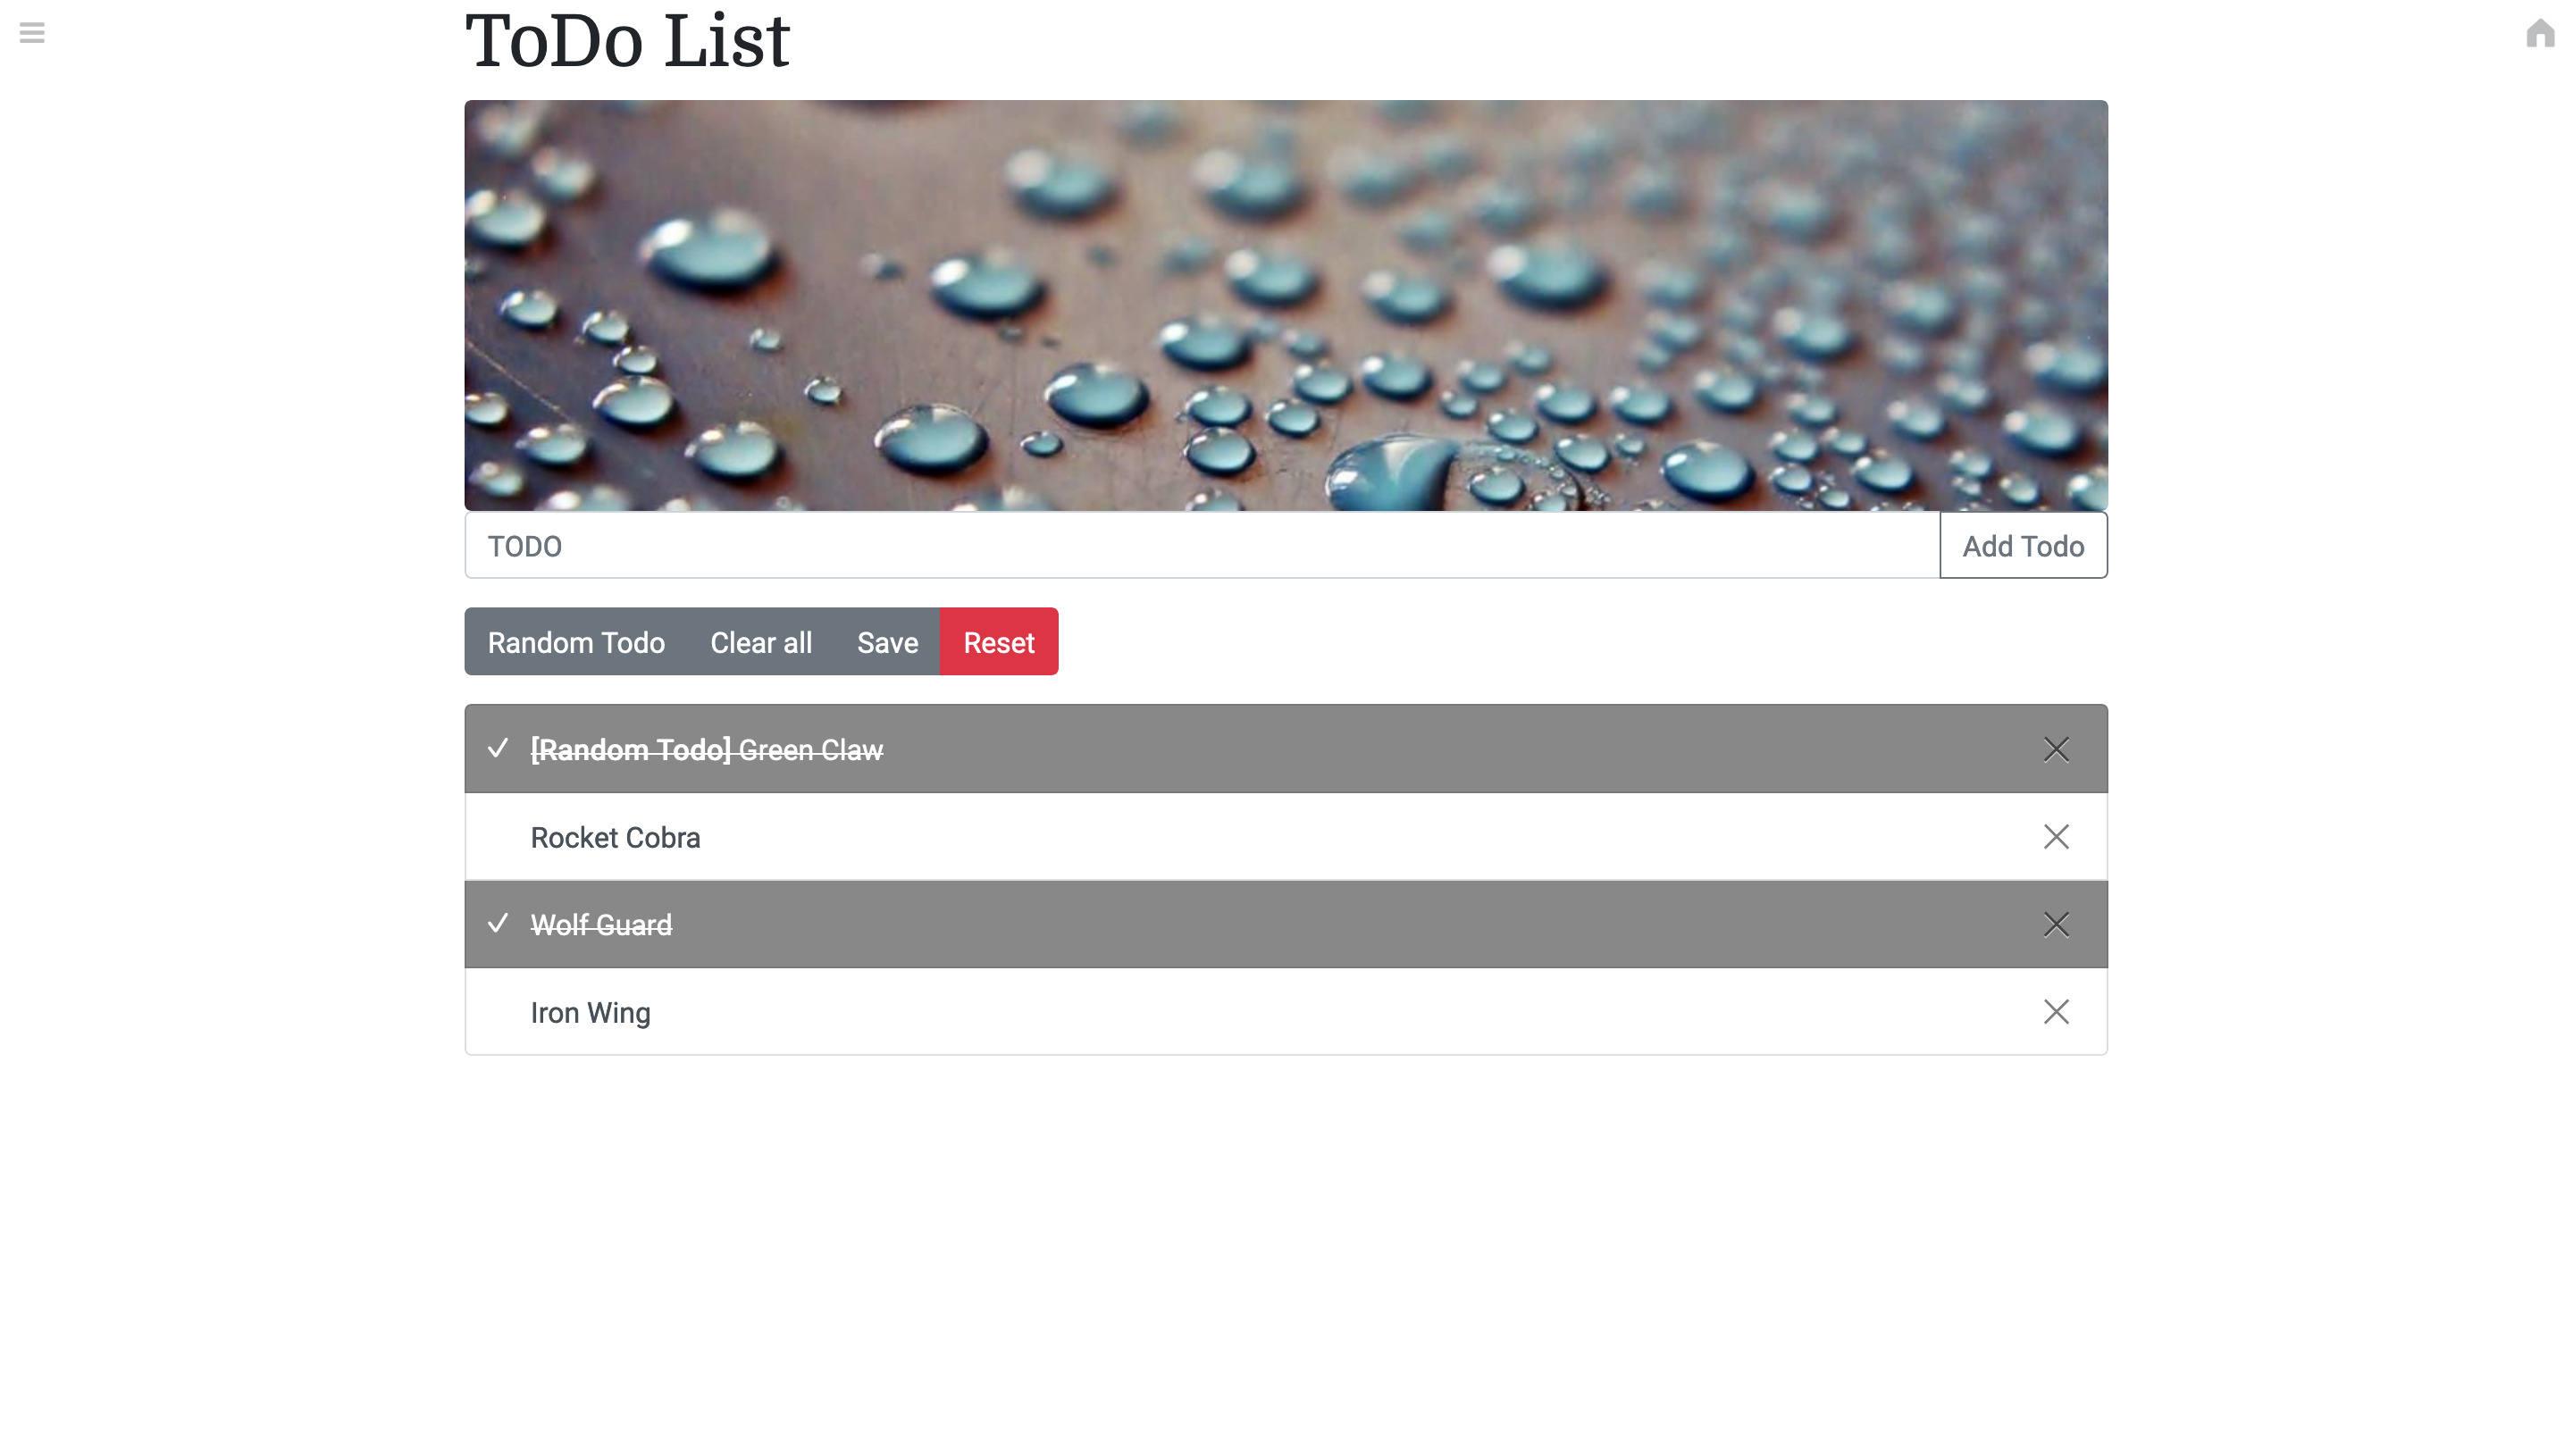 ToDo List
TODO
Add Todo
Random Todo Clear all Save Reset
[Random Todo] Green Claw
Rocket Cobra
Wolf Guard
Iron Wing